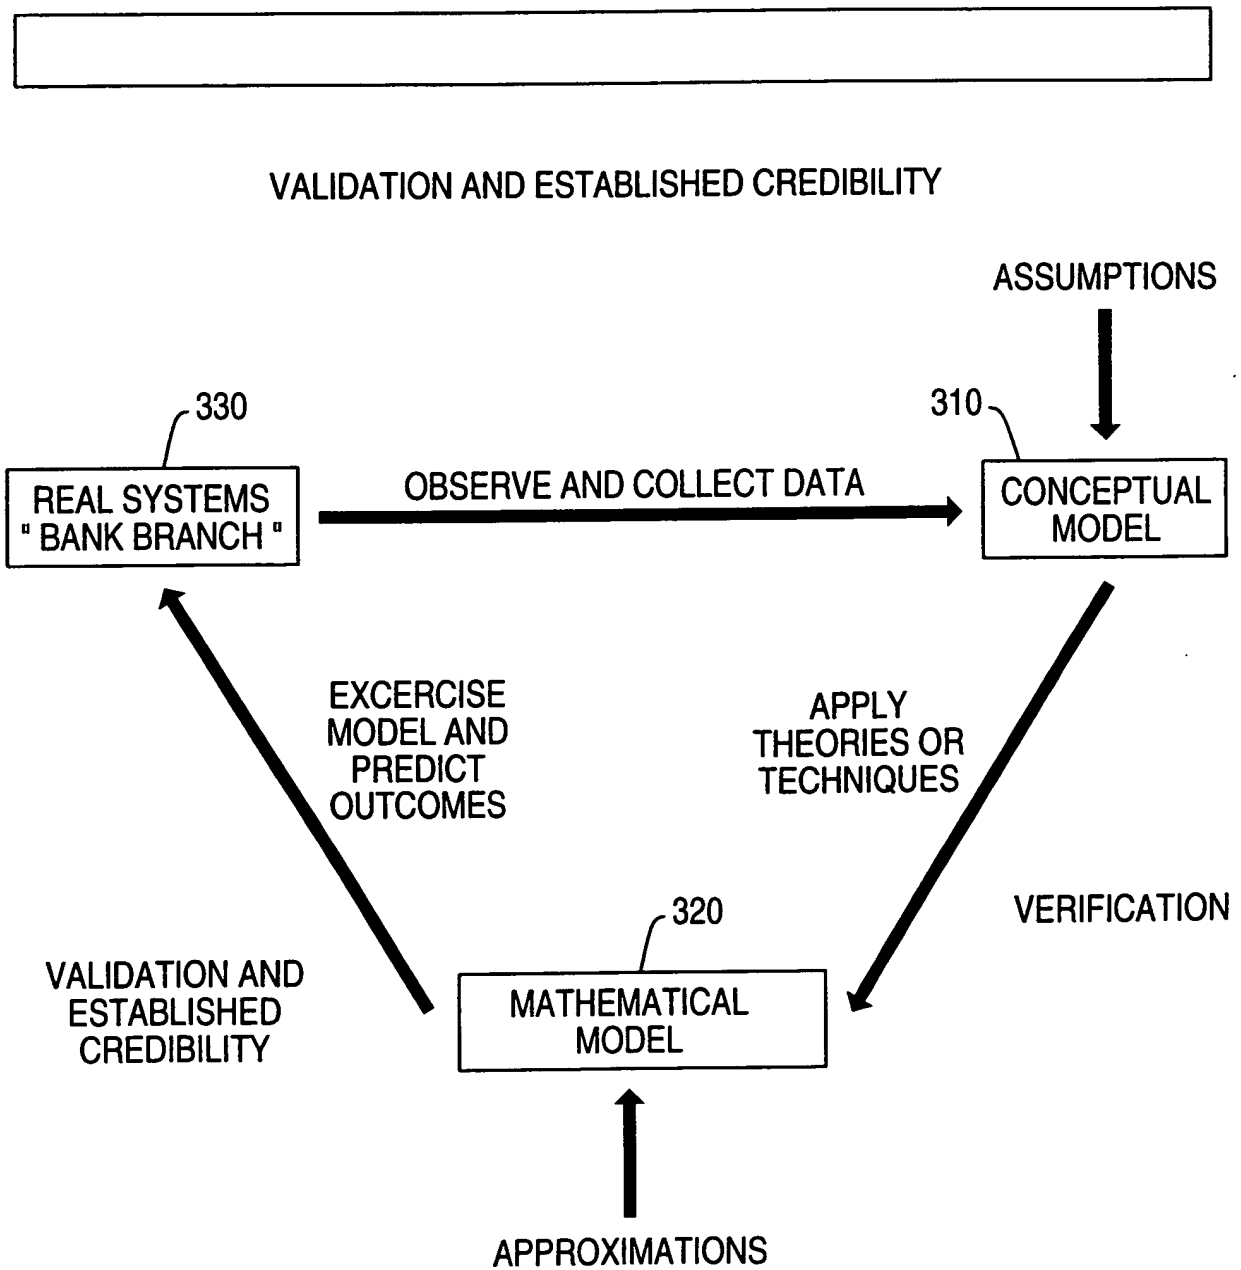 VALIDATION AND ESTABLISHED CREDIBILITY
ASSUMPTIONS
330
310
REAL SYSTEMS
" BANK BRANCH "
OBSERVE AND COLLECT DATA
CONCEPTUAL
MODEL
EXCERCISE
MODEL AND
PREDICT
OUTCOMES
APPLY
THEORIES OR
TECHNIQUES
320
VERIFICATION
VALIDATION AND
ESTABLISHED
CREDIBILITY
MATHEMATICAL
MODEL
APPROXIMATIONS